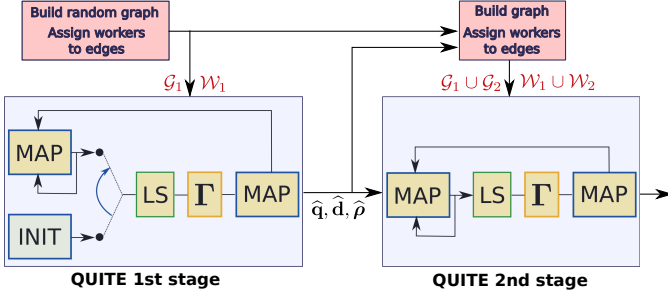 Build random graph
Assign workers
to edges
Build graph
Assign workers
to edges
𝒢₁ 𝒲₁
𝒢₁ ∪ 𝒢₂ 𝒲₁ ∪ 𝒲₂
MAP
INIT
LS
Γ
MAP
q̂, d̂, ρ̂
MAP
LS
Γ
MAP
QUITE 1st stage
QUITE 2nd stage